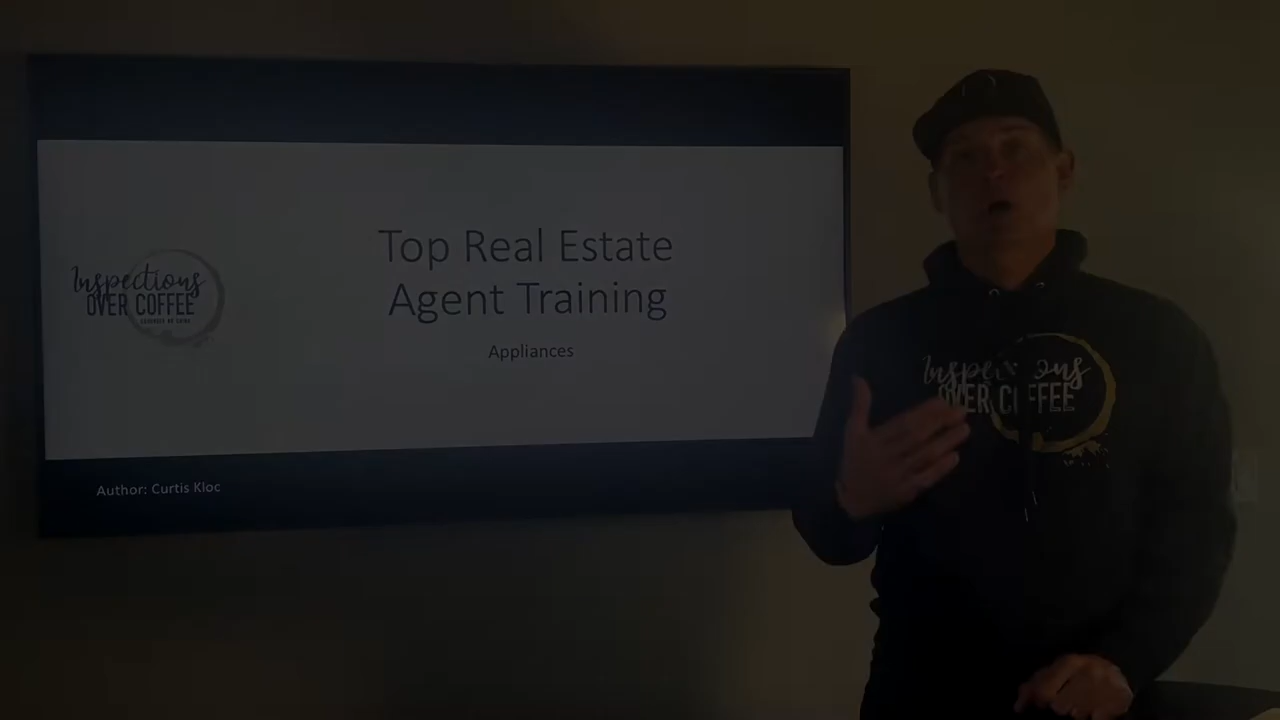 Top Real Estate
Agent Training
Appliances
Inspections
OVER COFFEE
Author: Curtis Kloc
Inspections
OVER COFFEE